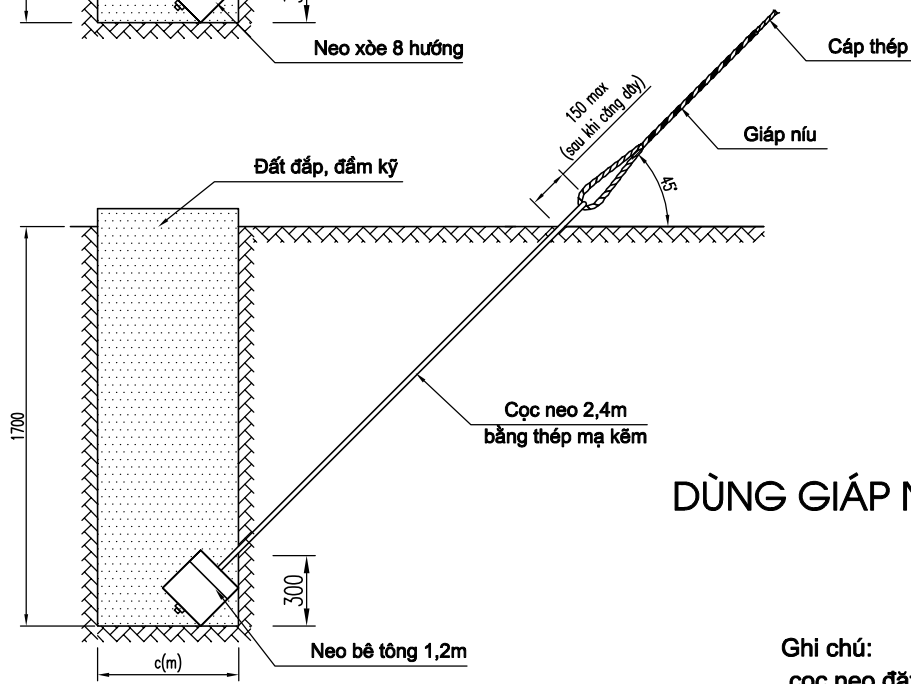 Neo xòe 8 hướng
Cáp thép
150 max
(sau khi căng dây)
Giáp níu
Đất đắp, đầm kỹ
45°
1700
Cọc neo 2,4m
bằng thép mạ kẽm
DÙNG GIÁP
300
Neo bê tông 1,2m
c(m)
Ghi chú:
cọc neo